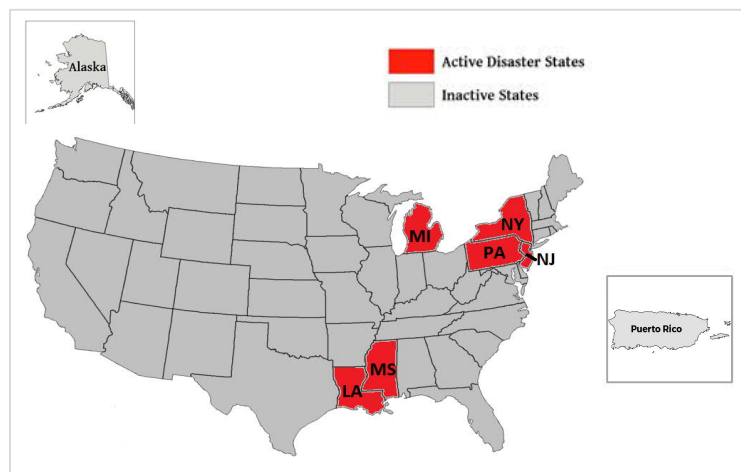 Alaska
Active Disaster States
Inactive States
MI
NY
PA
NJ
Puerto Rico
MS
LA